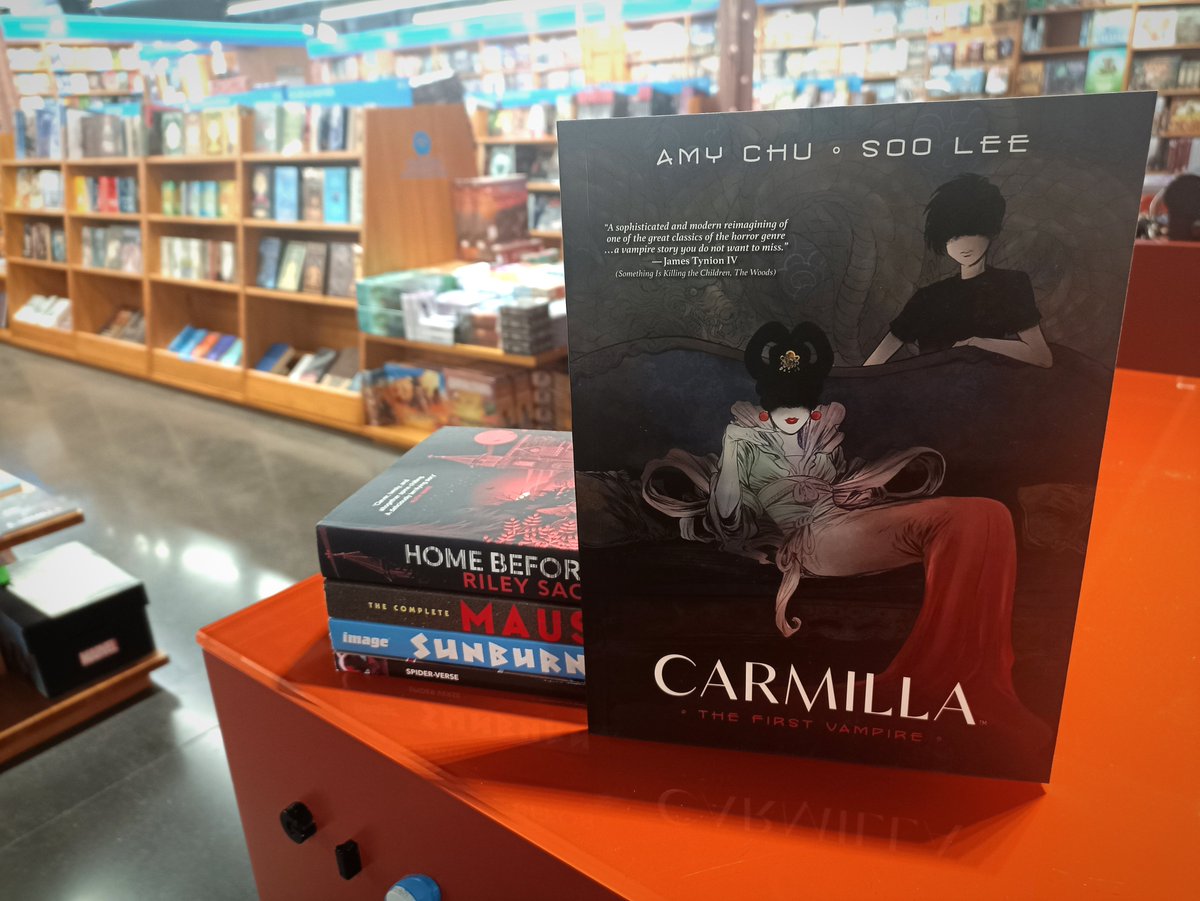 AMY CHU ◦ SOO LEE
"A sophisticated and modern reimagining of
one of the great classics of the horror genre
...a vampire story you do not want to miss."
— James Tynion IV
(Something Is Killing the Children, The Woods)
CARMILLA™
◦ THE FIRST VAMPIRE ◦
HOME BEFOR
RILEY SAG
THE COMPLETE MAUS
image SUNBURN
SPIDER-VERSE